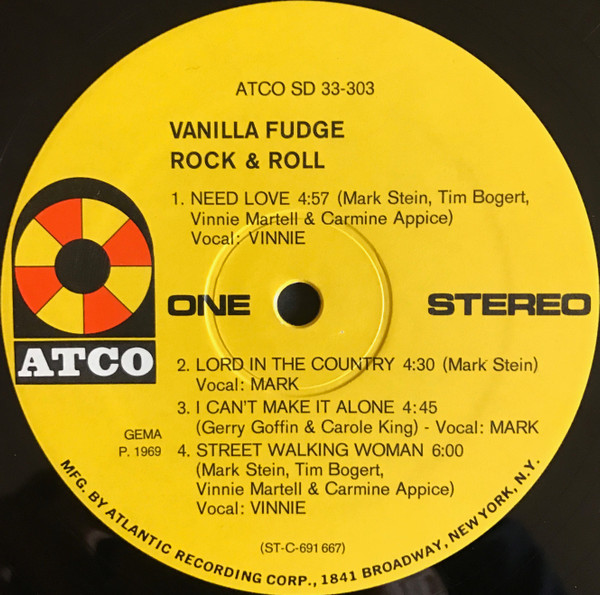 ATCO SD 33-303
VANILLA FUDGE
ROCK & ROLL
1. NEED LOVE 4:57 (Mark Stein, Tim Bogert,
Vinnie Martell & Carmine Appice)
Vocal: VINNIE
ONE
STEREO
ATCO
2. LORD IN THE COUNTRY 4:30 (Mark Stein)
Vocal: MARK
3. I CAN'T MAKE IT ALONE 4:45
(Gerry Goffin & Carole King) - Vocal: MARK
GEMA
P. 1969
4. STREET WALKING WOMAN 6:00
(Mark Stein, Tim Bogert,
Vinnie Martell & Carmine Appice)
Vocal: VINNIE
(ST-C-691 667)
MFG. BY ATLANTIC RECORDING CORP., 1841 BROADWAY, NEW YORK, N.Y.